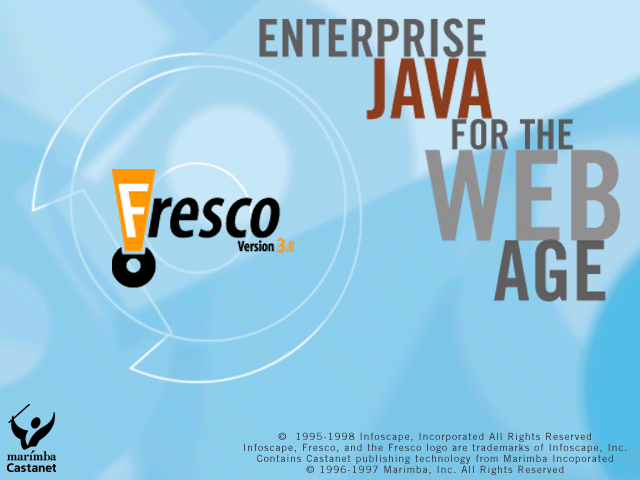 ENTERPRISE
JAVA
FOR THE
WEB
AGE
Fresco
Version 3.0
marimba
Castanet
© 1995-1998 Infoscape, Incorporated All Rights Reserved
Infoscape, Fresco, and the Fresco logo are trademarks of Infoscape, Inc.
Contains Castanet publishing technology from Marimba Incoporated
© 1996-1997 Marimba, Inc. All Rights Reserved